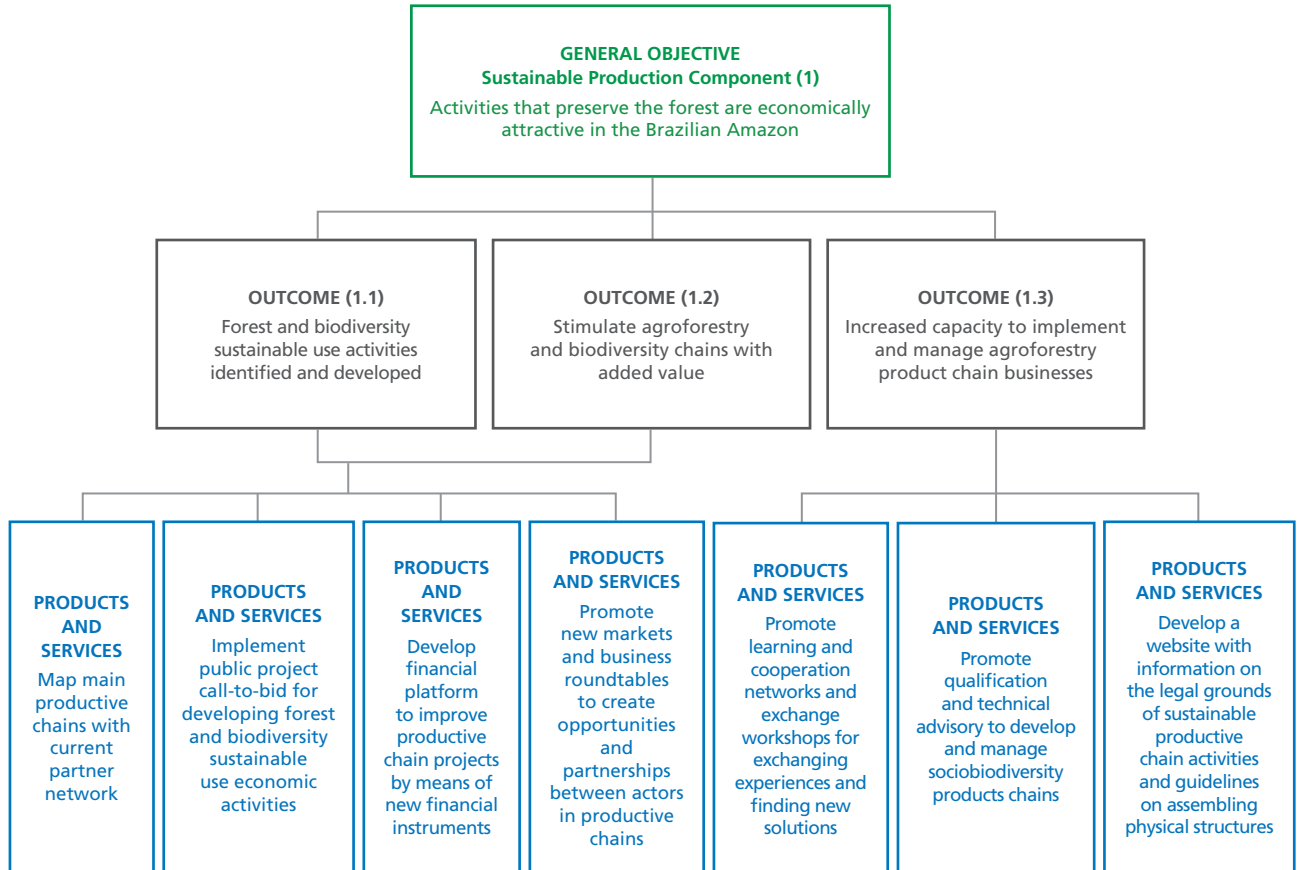 GENERAL OBJECTIVE
Sustainable Production Component (1)
Activities that preserve the forest are economically
attractive in the Brazilian Amazon
OUTCOME (1.1)
Forest and biodiversity
sustainable use activities
identified and developed
OUTCOME (1.2)
Stimulate agroforestry
and biodiversity chains with
added value
OUTCOME (1.3)
Increased capacity to implement
and manage agroforestry
product chain businesses
PRODUCTS
AND
SERVICES
Map main
productive
chains with
current
partner
network
PRODUCTS
AND SERVICES
Implement
public project
call-to-bid for
developing forest
and biodiversity
sustainable
use economic
activities
PRODUCTS
AND
SERVICES
Develop
financial
platform
to improve
productive
chain projects
by means of
new financial
instruments
PRODUCTS
AND SERVICES
Promote
new markets
and business
roundtables
to create
opportunities
and
partnerships
between actors
in productive
chains
PRODUCTS
AND SERVICES
Promote
learning and
cooperation
networks and
exchange
workshops for
exchanging
experiences and
finding new
solutions
PRODUCTS
AND SERVICES
Promote
qualification
and technical
advisory to develop
and manage
sociobiodiversity
products chains
PRODUCTS
AND SERVICES
Develop a
website with
information on
the legal grounds
of sustainable
productive
chain activities
and guidelines
on assembling
physical structures